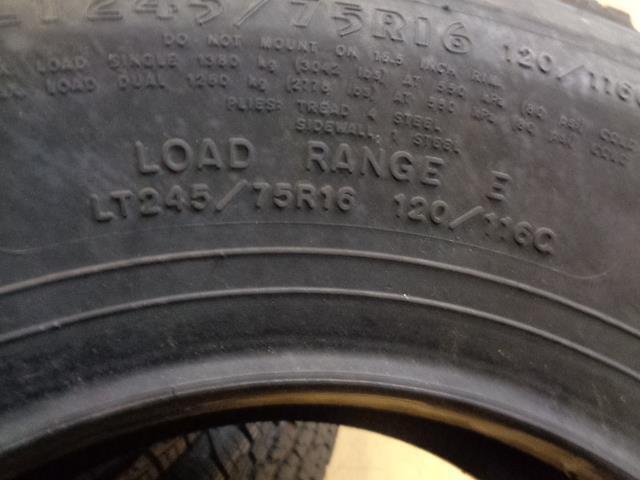 LT245/75R16 120/116Q
DO NOT MOUNT ON 16.5 INCH RIM
LOAD SINGLE 1380 kg (3042 lbs) AT 550 KPa (80 PSI) COLD
LOAD DUAL 1260 kg (2778 lbs) AT 550 KPa (80 PSI) COLD
PLIES: TREAD 4 STEEL
SIDEWALL: 1 STEEL
LOAD RANGE E
LT245/75R16 120/116Q